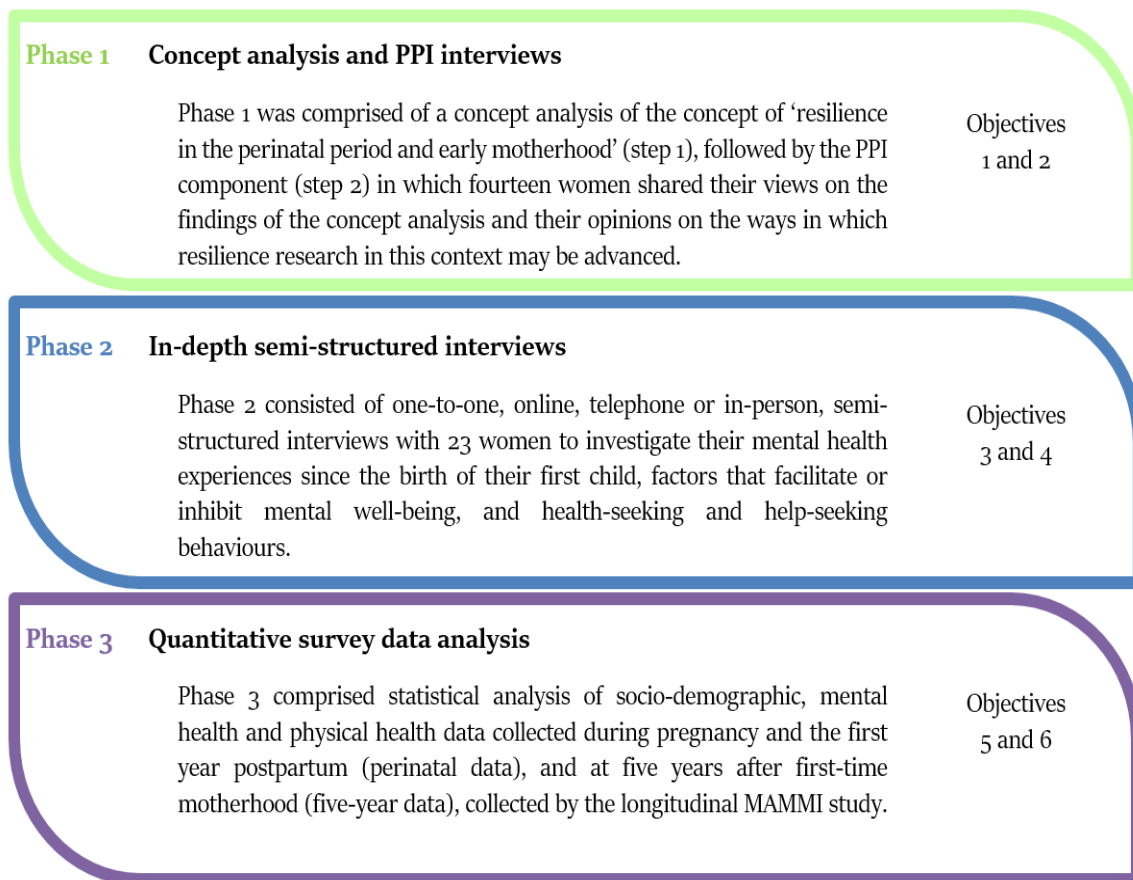 Phase 1 Concept analysis and PPI interviews
Phase 1 was comprised of a concept analysis of the concept of ‘resilience
in the perinatal period and early motherhood’ (step 1), followed by the PPI
component (step 2) in which fourteen women shared their views on the
findings of the concept analysis and their opinions on the ways in which
resilience research in this context may be advanced.
Objectives
1 and 2
Phase 2 In-depth semi-structured interviews
Phase 2 consisted of one-to-one, online, telephone or in-person, semi-
structured interviews with 23 women to investigate their mental health
experiences since the birth of their first child, factors that facilitate or
inhibit mental well-being, and health-seeking and help-seeking
behaviours.
Objectives
3 and 4
Phase 3 Quantitative survey data analysis
Phase 3 comprised statistical analysis of socio-demographic, mental
health and physical health data collected during pregnancy and the first
year postpartum (perinatal data), and at five years after first-time
motherhood (five-year data), collected by the longitudinal MAMMI study.
Objectives
5 and 6